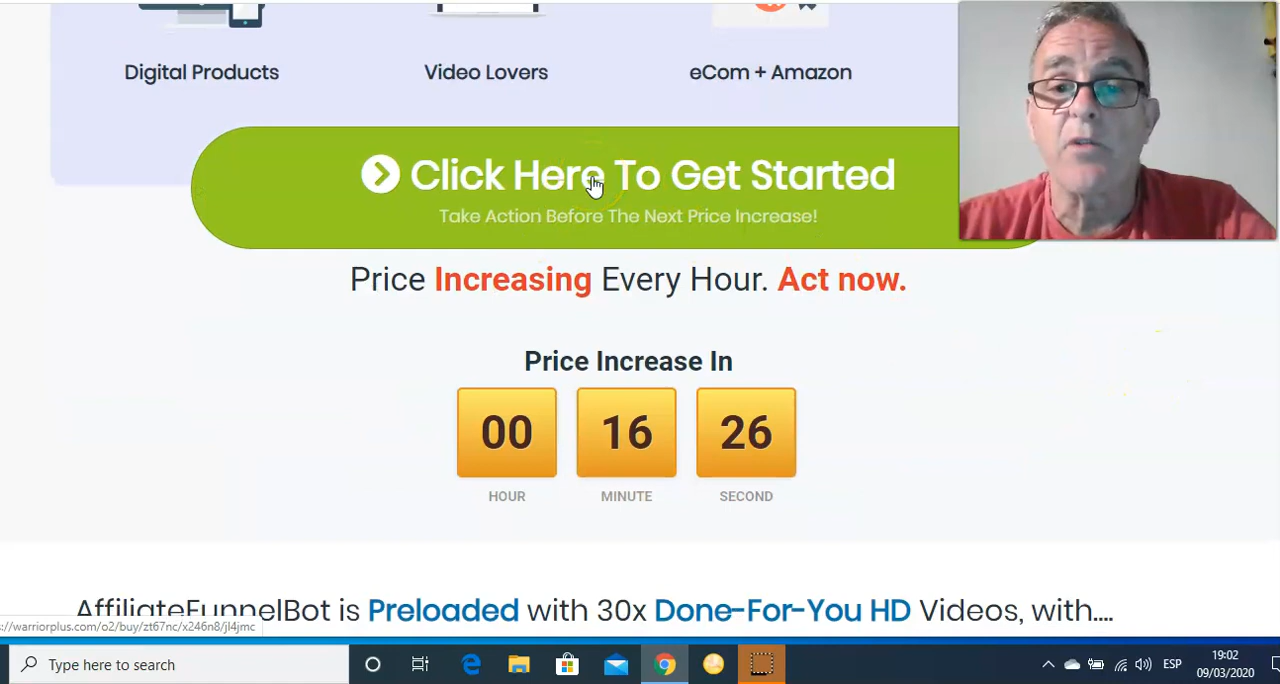 Digital Products
Video Lovers
eCom + Amazon
Click Here To Get Started
Take Action Before The Next Price Increase!
Price Increasing Every Hour. Act now.
Price Increase In
00 16 26
HOUR MINUTE SECOND
AffiliateFunnelBot is Preloaded with 30x Done-For-You HD Videos, with....
s://warriorplus.com/o2/buy/zt67nc/x246n8/jl4jmc
Type here to search
ESP
19:02
09/03/2020